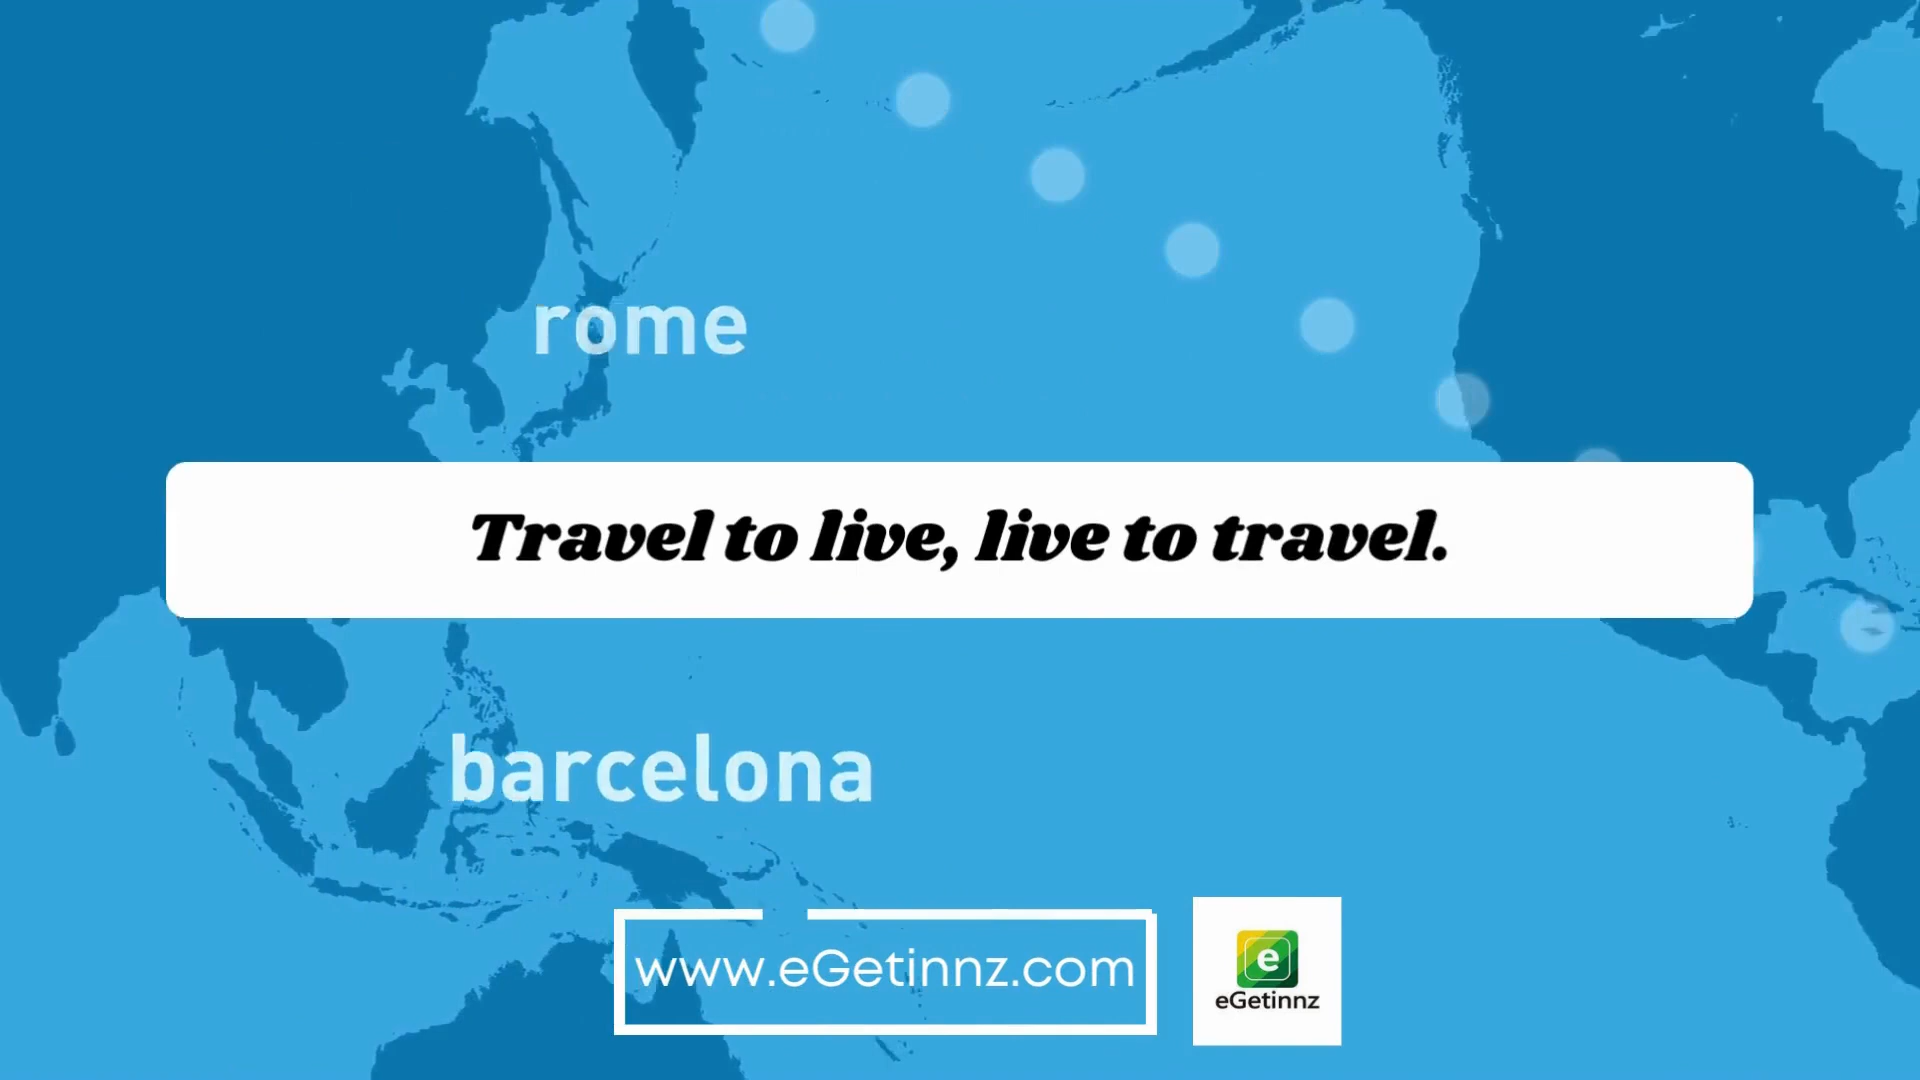 rome
Travel to live, live to travel.
barcelona
www.eGetinnz.com
e
eGetinnz